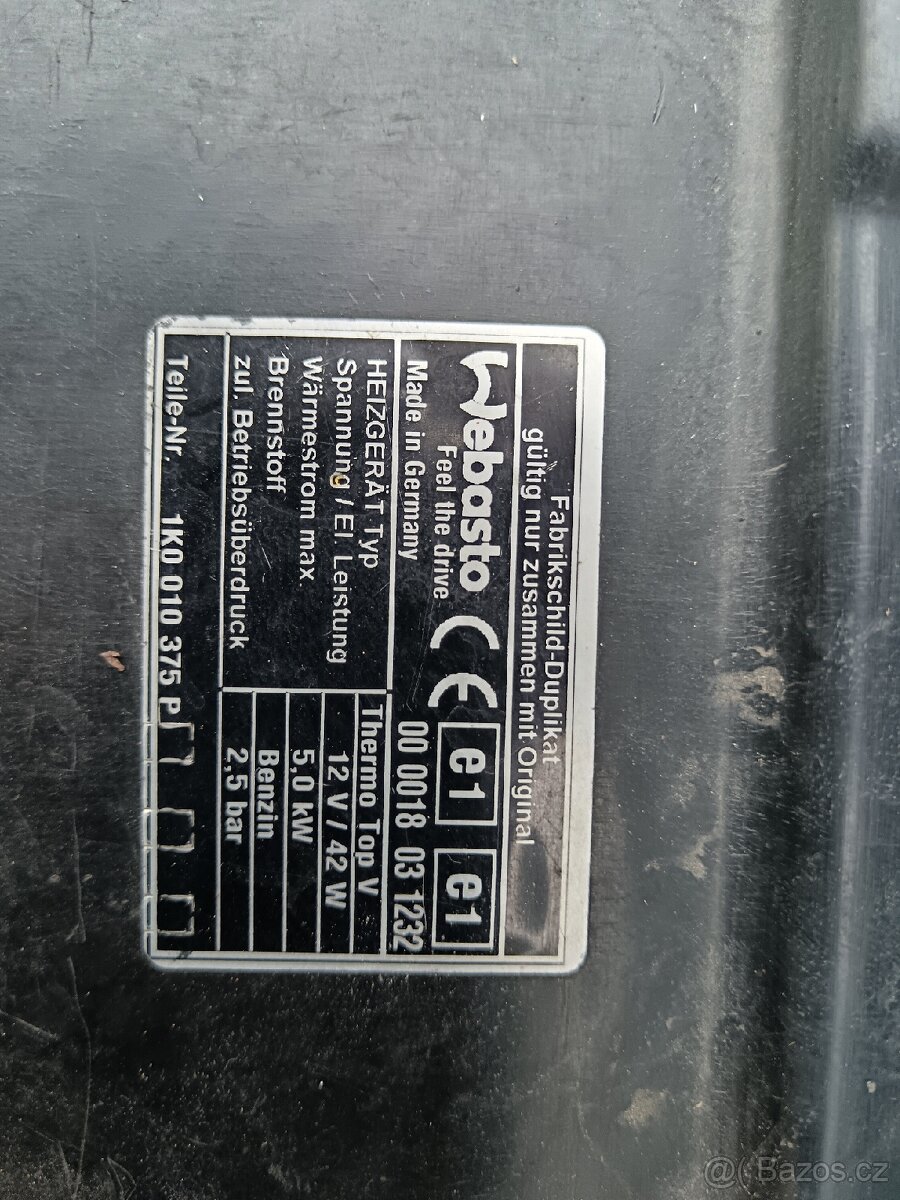 Fabrikschild-Duplikat
gültig nur zusammen mit Original
Webasto CE e1 e1
Feel the drive
Made in Germany 00 0018 03 1232
HEIZGERÄT Typ Thermo Top V
Spannung / El Leistung 12 V / 42 W
Wärmestrom max 5,0 kW
Brennstoff Benzin
zul. Betriebsüberdruck 2,5 bar
Teile-Nr. 1K0 010 375 P
@( Bazos.cz